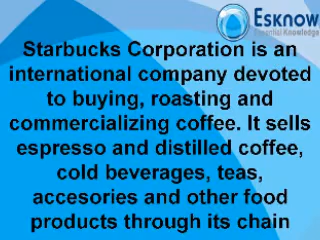 Esknow
Essential Knowledge
Starbucks Corporation is an
international company devoted
to buying, roasting and
commercializing coffee. It sells
espresso and distilled coffee,
cold beverages, teas,
accesories and other food
products through its chain